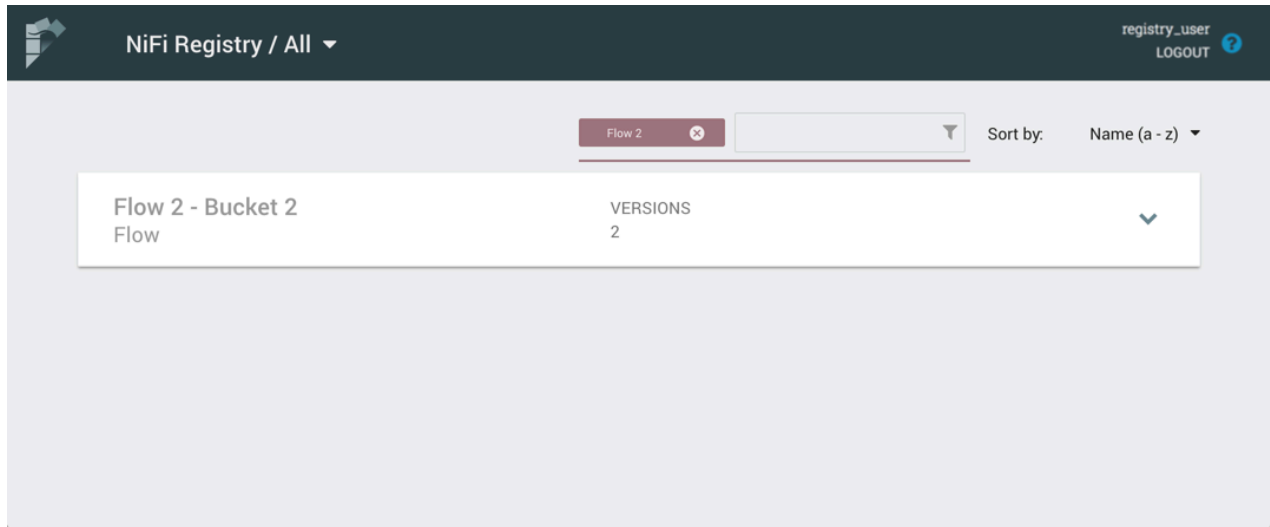 NiFi Registry / All
registry_user
LOGOUT
Flow 2
Sort by:
Name (a - z)
Flow 2 - Bucket 2
Flow
VERSIONS
2